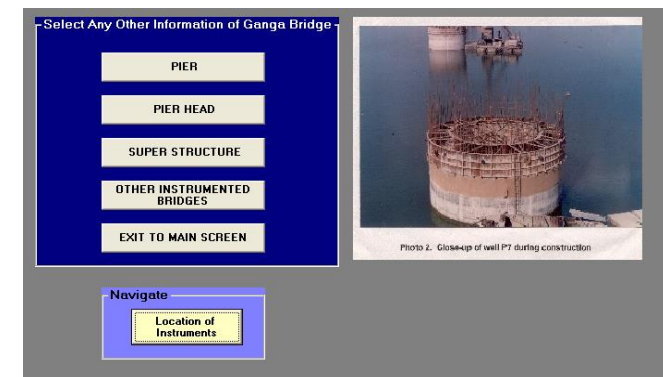 Select Any Other Information of Ganga Bridge
PIER
PIER HEAD
SUPER STRUCTURE
OTHER INSTRUMENTED
BRIDGES
EXIT TO MAIN SCREEN
Photo 2. Close-up of well P7 during construction
Navigate
Location of
Instruments